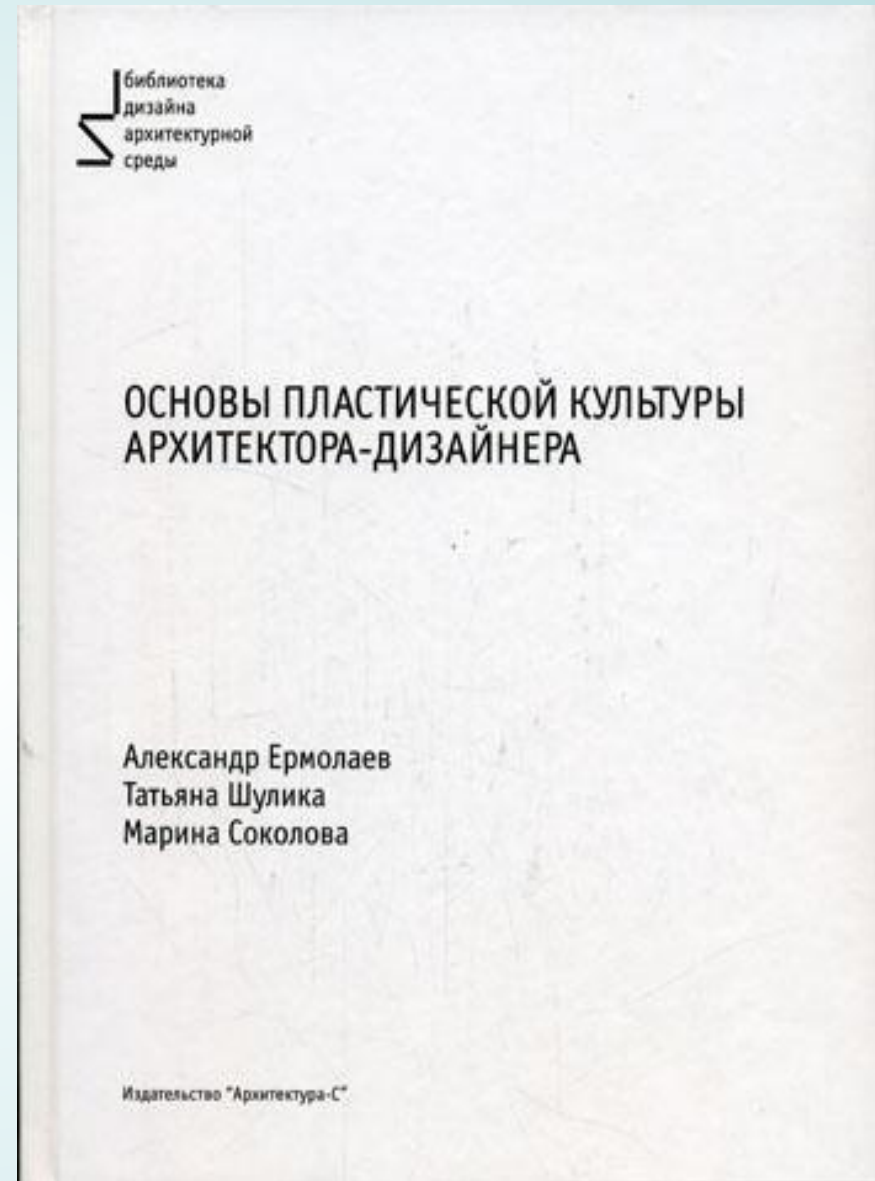 библиотека
дизайна
архитектурной
среды
ОСНОВЫ ПЛАСТИЧЕСКОЙ КУЛЬТУРЫ
АРХИТЕКТОРА-ДИЗАЙНЕРА
Александр Ермолаев
Татьяна Шулика
Марина Соколова
Издательство "Архитектура-С"